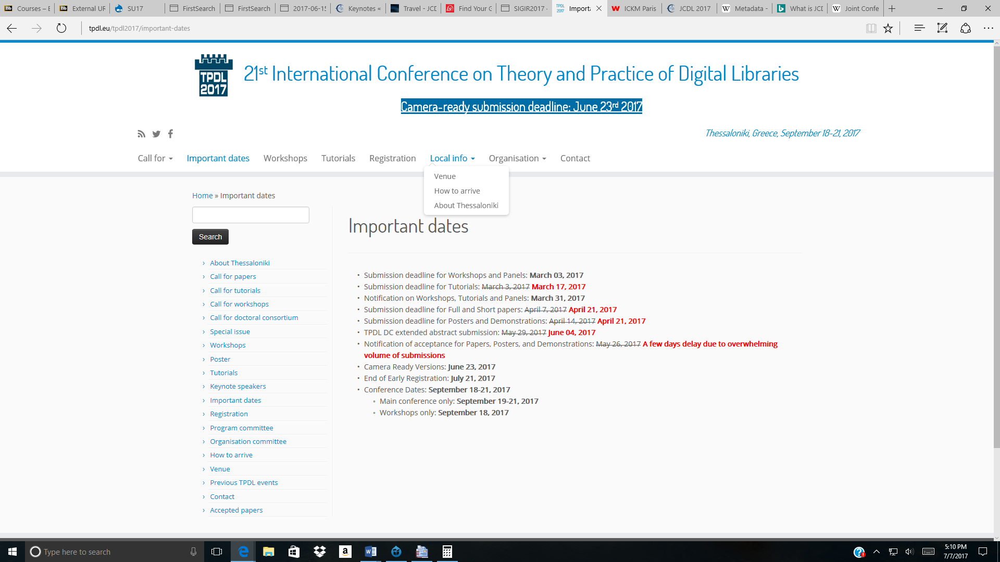 Courses – E
External UR
SU17
FirstSearch
FirstSearch
2017-06-15
Keynotes «
Travel - JCD
Find Your G
SIGIR2017 -
Importa
ICKM Paris
JCDL 2017
Metadata -
What is JCD
Joint Confe
tpdl.eu/tpdl2017/important-dates
TPDL
2017
21st International Conference on Theory and Practice of Digital Libraries
Camera-ready submission deadline: June 23rd 2017
Thessaloniki, Greece, September 18-21, 2017
Call for
Important dates
Workshops
Tutorials
Registration
Local info
Organisation
Contact
Venue
How to arrive
About Thessaloniki
Home » Important dates
Search
About Thessaloniki
Call for papers
Call for tutorials
Call for workshops
Call for doctoral consortium
Special issue
Workshops
Poster
Tutorials
Keynote speakers
Important dates
Registration
Program committee
Organisation committee
How to arrive
Venue
Previous TPDL events
Contact
Accepted papers
Important dates
• Submission deadline for Workshops and Panels: March 03, 2017
• Submission deadline for Tutorials: March 3, 2017 March 17, 2017
• Notification on Workshops, Tutorials and Panels: March 31, 2017
• Submission deadline for Full and Short papers: April 7, 2017 April 21, 2017
• Submission deadline for Posters and Demonstrations: April 14, 2017 April 21, 2017
• TPDL DC extended abstract submission: May 29, 2017 June 04, 2017
• Notification of acceptance for Papers, Posters, and Demonstrations: May 26, 2017 A few days delay due to overwhelming
volume of submissions
• Camera Ready Versions: June 23, 2017
• End of Early Registration: July 21, 2017
• Conference Dates: September 18-21, 2017
Main conference only: September 19-21, 2017
Workshops only: September 18, 2017
Type here to search
5:10 PM
7/7/2017